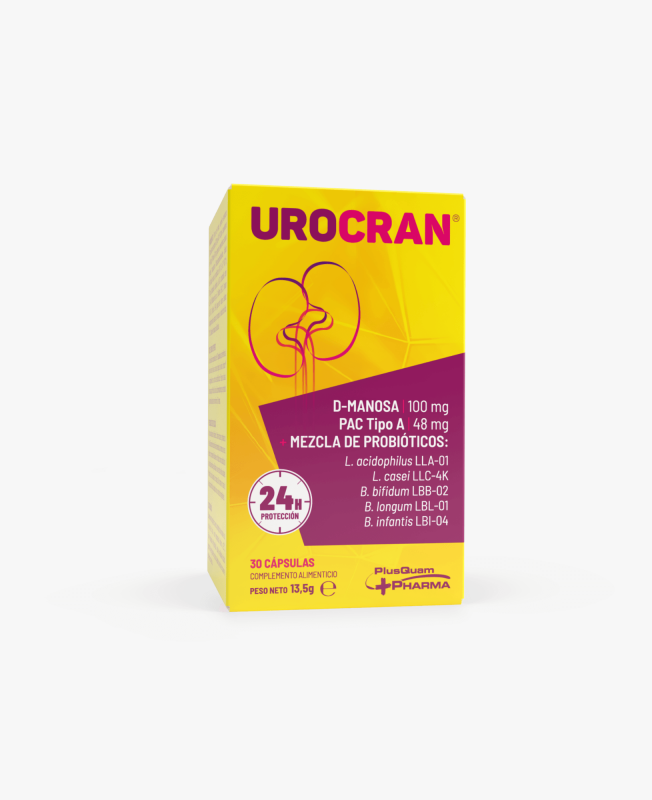 UROCRAN®
D-MANOSA | 100 mg
PAC Tipo A | 48 mg
+ MEZCLA DE PROBIÓTICOS:
L. acidophilus LLA-01
L. casei LLC-4K
B. bifidum LBB-02
B. longum LBL-01
B. infantis LBI-04
24H
PROTECCIÓN
30 CÁPSULAS
COMPLEMENTO ALIMENTICIO
PESO NETO 13,5g ℮
PlusQuam
PHARMA